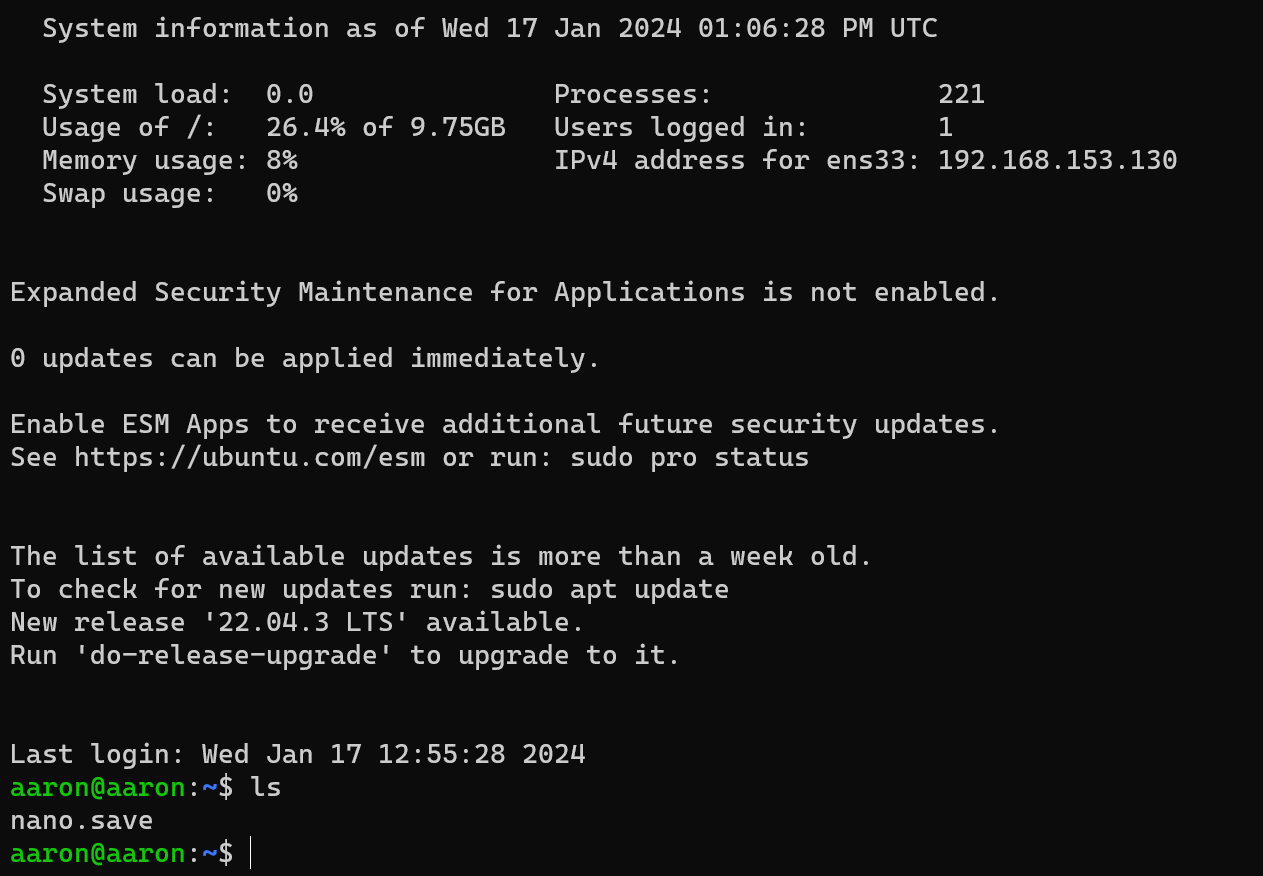 System information as of Wed 17 Jan 2024 01:06:28 PM UTC
System load:  0.0               Processes:              221
Usage of /:   26.4% of 9.75GB   Users logged in:        1
Memory usage: 8%                IPv4 address for ens33: 192.168.153.130
Swap usage:   0%
Expanded Security Maintenance for Applications is not enabled.
0 updates can be applied immediately.
Enable ESM Apps to receive additional future security updates.
See https://ubuntu.com/esm or run: sudo pro status
The list of available updates is more than a week old.
To check for new updates run: sudo apt update
New release '22.04.3 LTS' available.
Run 'do-release-upgrade' to upgrade to it.
Last login: Wed Jan 17 12:55:28 2024
aaron@aaron:~$ ls
nano.save
aaron@aaron:~$